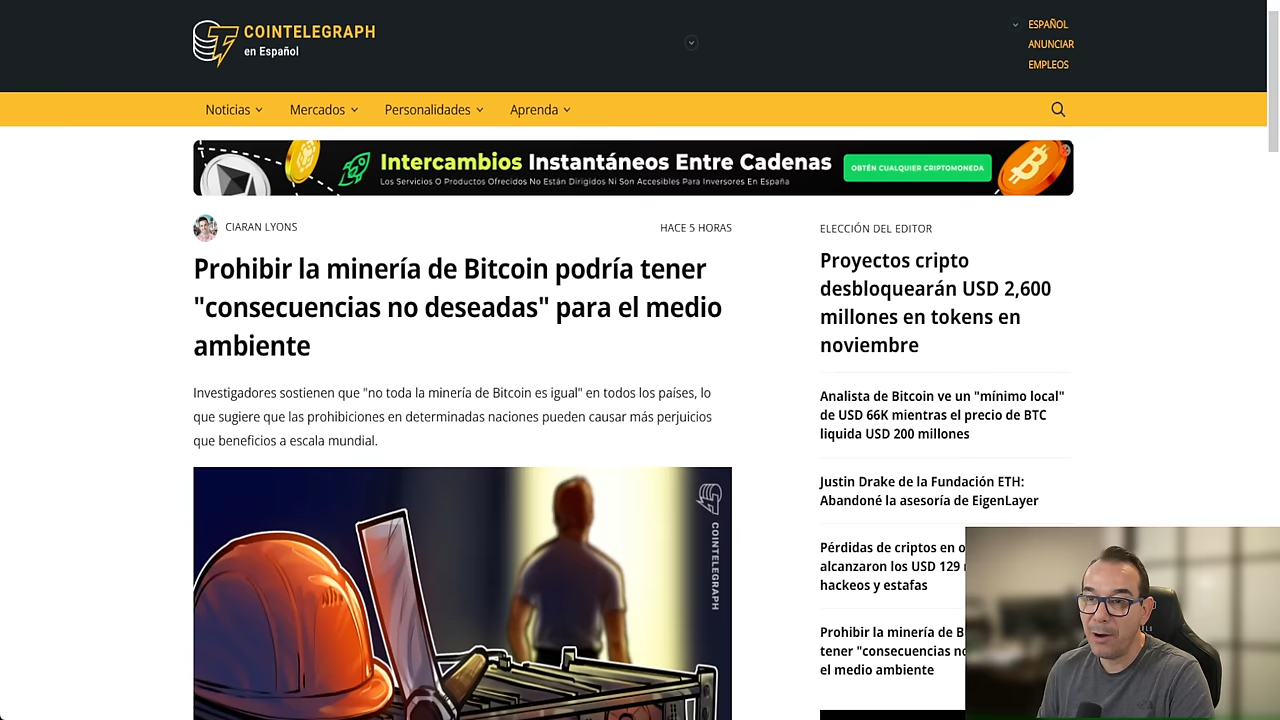 COINTELEGRAPH
en Español
ESPAÑOL
ANUNCIAR
EMPLEOS
Noticias
Mercados
Personalidades
Aprenda
Intercambios Instantáneos Entre Cadenas
Los Servicios O Productos Ofrecidos No Están Dirigidos Ni Son Accesibles Para Inversores En España
OBTÉN CUALQUIER CRIPTOMONEDA
CIARAN LYONS
HACE 5 HORAS
Prohibir la minería de Bitcoin podría tener
"consecuencias no deseadas" para el medio
ambiente
Investigadores sostienen que "no toda la minería de Bitcoin es igual" en todos los países, lo
que sugiere que las prohibiciones en determinadas naciones pueden causar más perjuicios
que beneficios a escala mundial.
COINTELEGRAPH
ELECCIÓN DEL EDITOR
Proyectos cripto
desbloquearán USD 2,600
millones en tokens en
noviembre
Analista de Bitcoin ve un "mínimo local"
de USD 66K mientras el precio de BTC
liquida USD 200 millones
Justin Drake de la Fundación ETH:
Abandoné la asesoría de EigenLayer
Pérdidas de criptos en o
alcanzaron los USD 129
hackeos y estafas
Prohibir la minería de B
tener "consecuencias no
el medio ambiente